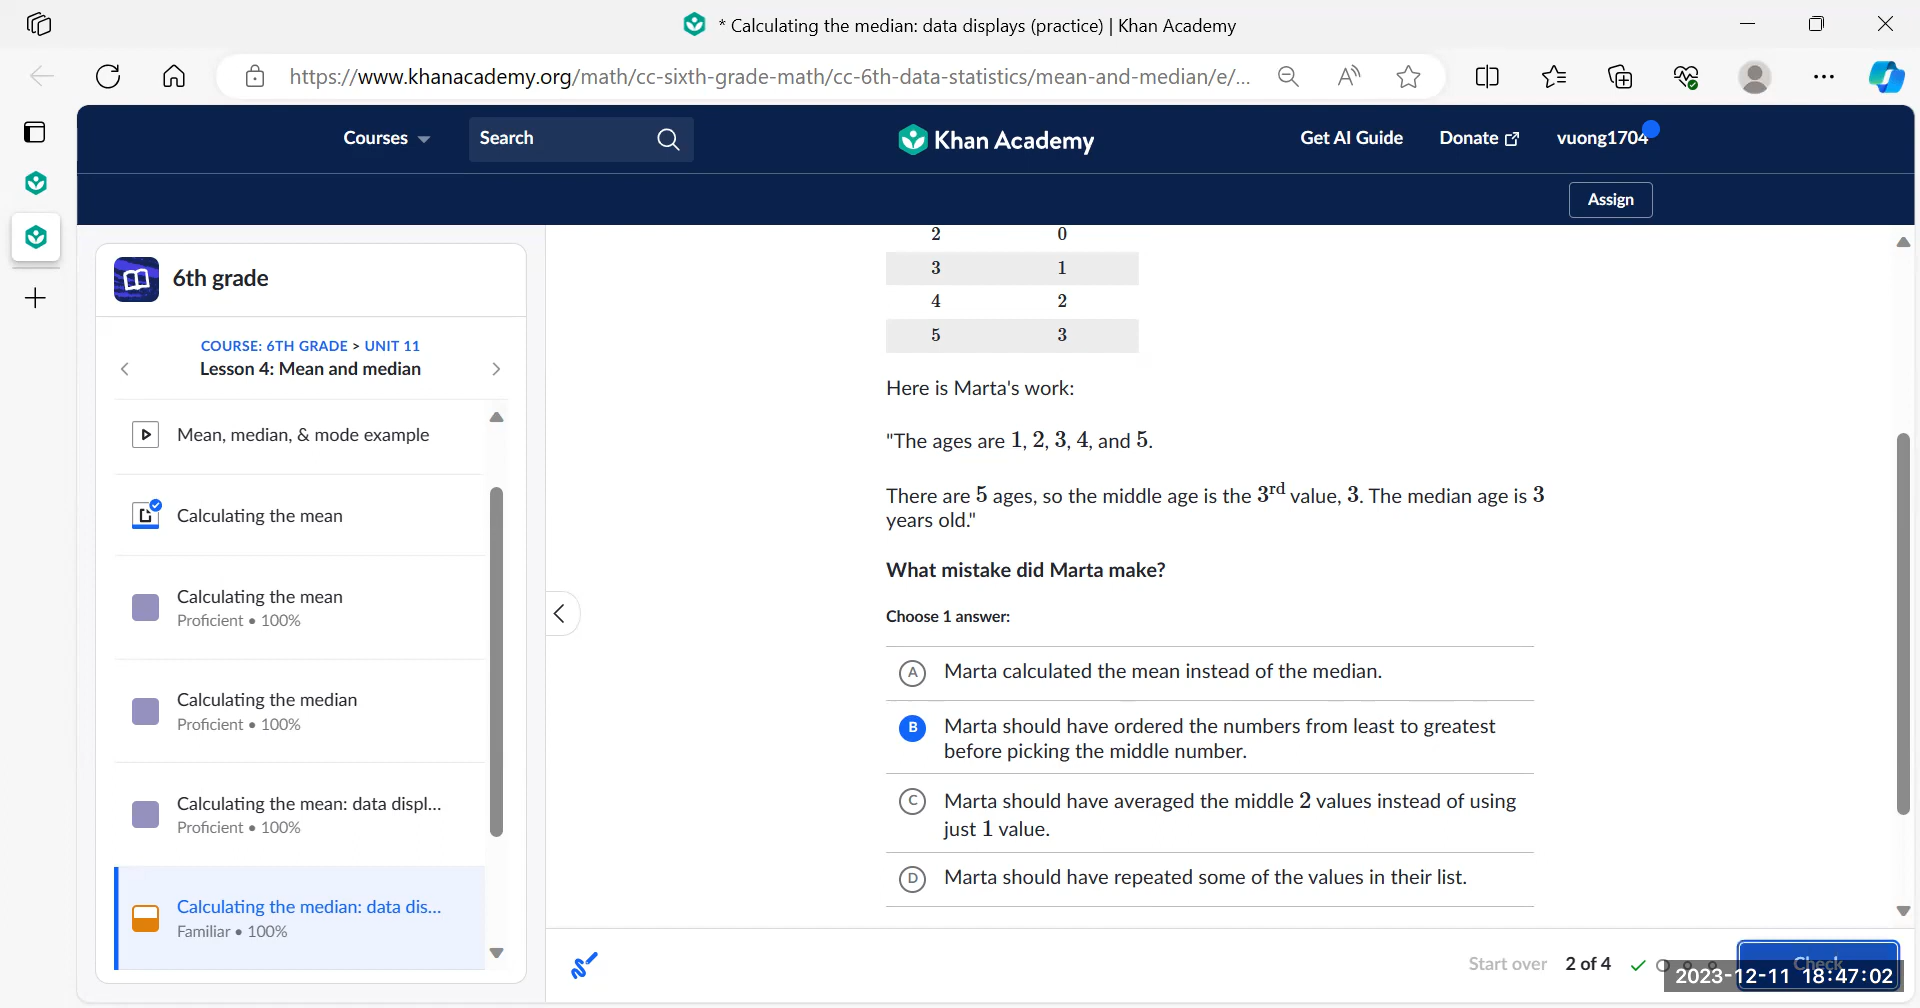 * Calculating the median: data displays (practice) | Khan Academy
https://www.khanacademy.org/math/cc-sixth-grade-math/cc-6th-data-statistics/mean-and-median/e/...
Courses
Search
Khan Academy
Get AI Guide
Donate
vuong1704
Assign
6th grade
COURSE: 6TH GRADE > UNIT 11
Lesson 4: Mean and median
Mean, median, & mode example
Calculating the mean
Calculating the mean
Proficient • 100%
Calculating the median
Proficient • 100%
Calculating the mean: data displ...
Proficient • 100%
Calculating the median: data dis...
Familiar • 100%
2 0
3 1
4 2
5 3
Here is Marta's work:
"The ages are 1, 2, 3, 4, and 5.
There are 5 ages, so the middle age is the 3rd value, 3. The median age is 3
years old."
What mistake did Marta make?
Choose 1 answer:
A Marta calculated the mean instead of the median.
B Marta should have ordered the numbers from least to greatest
before picking the middle number.
C Marta should have averaged the middle 2 values instead of using
just 1 value.
D Marta should have repeated some of the values in their list.
Start over 2 of 4
Check
2023-12-11 18:47:02